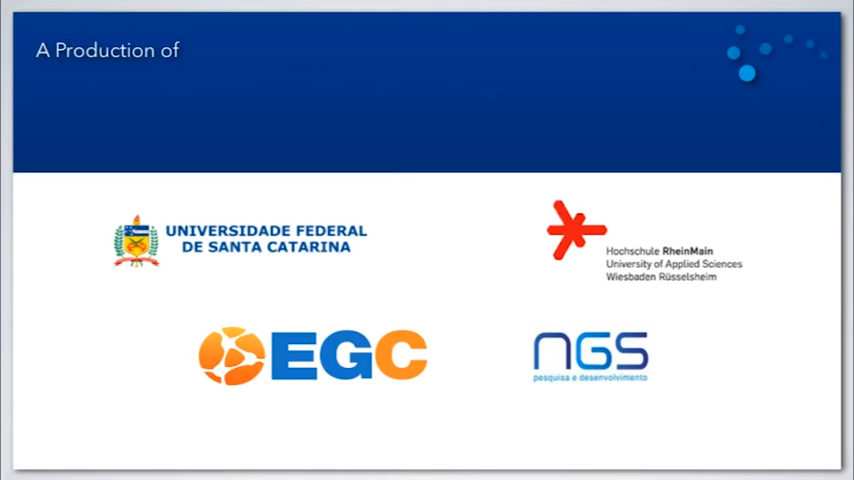 A Production of
UNIVERSIDADE FEDERAL
DE SANTA CATARINA
Hochschule RheinMain
University of Applied Sciences
Wiesbaden Rüsselsheim
EGC
NGS
pesquisa e desenvolvimento